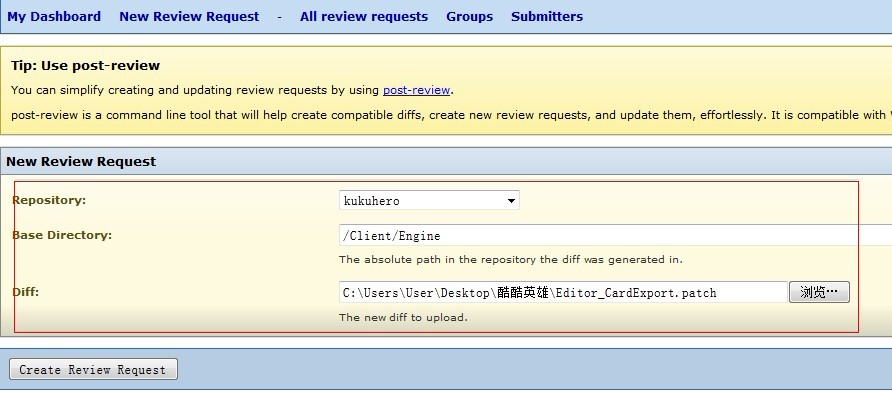 My Dashboard New Review Request - All review requests Groups Submitters
Tip: Use post-review
You can simplify creating and updating review requests by using post-review.
post-review is a command line tool that will help create compatible diffs, create new review requests, and update them, effortlessly. It is compatible with
New Review Request
Repository: kukuhero
Base Directory: /Client/Engine
The absolute path in the repository the diff was generated in.
Diff: C:\Users\User\Desktop\酷酷英雄\Editor_CardExport.patch 浏览…
The new diff to upload.
Create Review Request